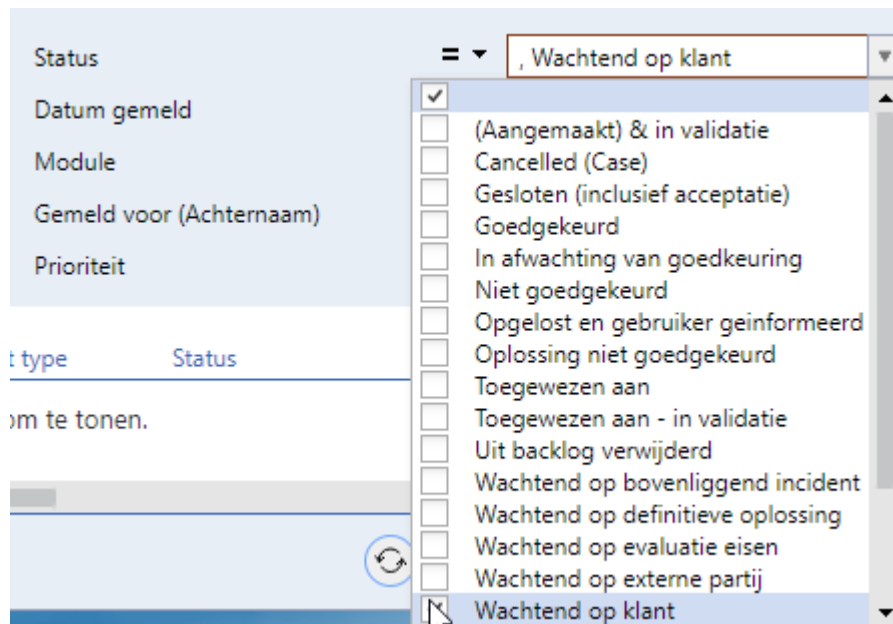 Status
= , Wachtend op klant
Datum gemeld
Module
Gemeld voor (Achternaam)
Prioriteit
(Aangemaakt) & in validatie
Cancelled (Case)
Gesloten (inclusief acceptatie)
Goedgekeurd
In afwachting van goedkeuring
Niet goedgekeurd
Opgelost en gebruiker geinformeerd
Oplossing niet goedgekeurd
Toegewezen aan
Toegewezen aan - in validatie
Uit backlog verwijderd
Wachtend op bovenliggend incident
Wachtend op definitieve oplossing
Wachtend op evaluatie eisen
Wachtend op externe partij
Wachtend op klant
t type Status
om te tonen.